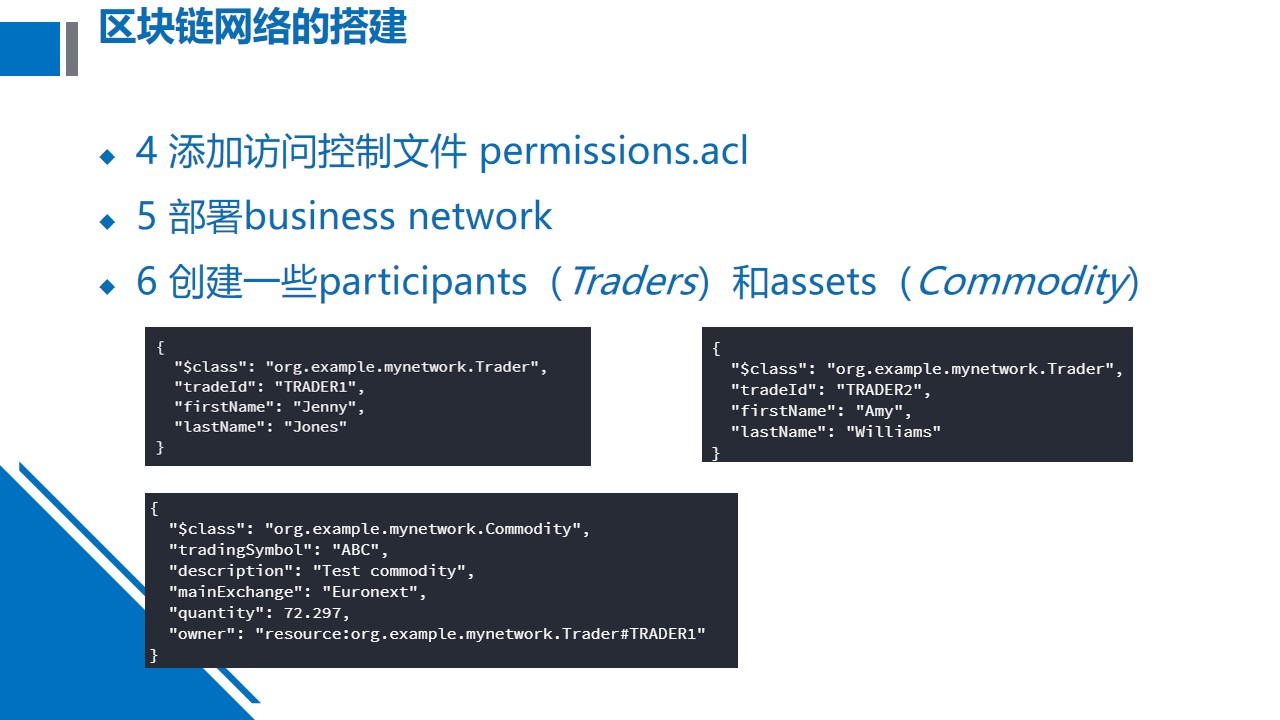 区块链网络的搭建
4 添加访问控制文件 permissions.acl
5 部署business network
6 创建一些participants（Traders）和assets（Commodity）
{
"$class": "org.example.mynetwork.Trader",
"tradeId": "TRADER1",
"firstName": "Jenny",
"lastName": "Jones"
}
{
"$class": "org.example.mynetwork.Trader",
"tradeId": "TRADER2",
"firstName": "Amy",
"lastName": "Williams"
}
{
"$class": "org.example.mynetwork.Commodity",
"tradingSymbol": "ABC",
"description": "Test commodity",
"mainExchange": "Euronext",
"quantity": 72.297,
"owner": "resource:org.example.mynetwork.Trader#TRADER1"
}